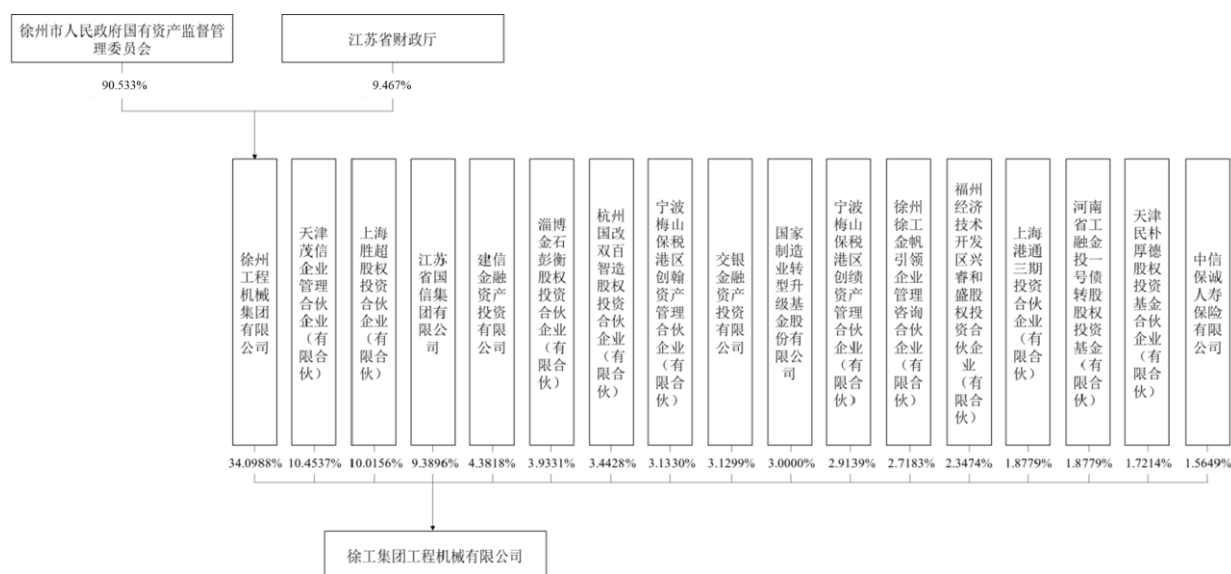 徐州市人民政府国有资产监督管
理委员会
江苏省财政厅
90.533%
9.467%
徐州工程机械集团有限公司
天津茂信企业管理合伙企业（有限合伙）
上海胜超股权投资合伙企业（有限合伙）
江苏省国信集团有限公司
建信金融资产投资有限公司
淄博金石彭衡股权投资合伙企业（有限合伙）
杭州国改双百智造股权投资合伙企业（有限合伙）
宁波梅山保税港区创翰资产管理合伙企业（有限合伙）
交银金融资产投资有限公司
国家制造业转型升级基金股份有限公司
宁波梅山保税港区创绩资产管理合伙企业（有限合伙）
徐州徐工金帆引领企业管理咨询合伙企业（有限合伙）
福州经济技术开发区兴睿和盛股权投资合伙企业（有限合伙）
上海港通三期投资合伙企业（有限合伙）
河南省工融金投一号债转股股权投资基金（有限合伙）
天津民朴厚德股权投资基金合伙企业（有限合伙）
中信保诚人寿保险有限公司
34.0988%
10.4537%
10.0156%
9.3896%
4.3818%
3.9331%
3.4428%
3.1330%
3.1299%
3.0000%
2.9139%
2.7183%
2.3474%
1.8779%
1.8779%
1.7214%
1.5649%
徐工集团工程机械有限公司